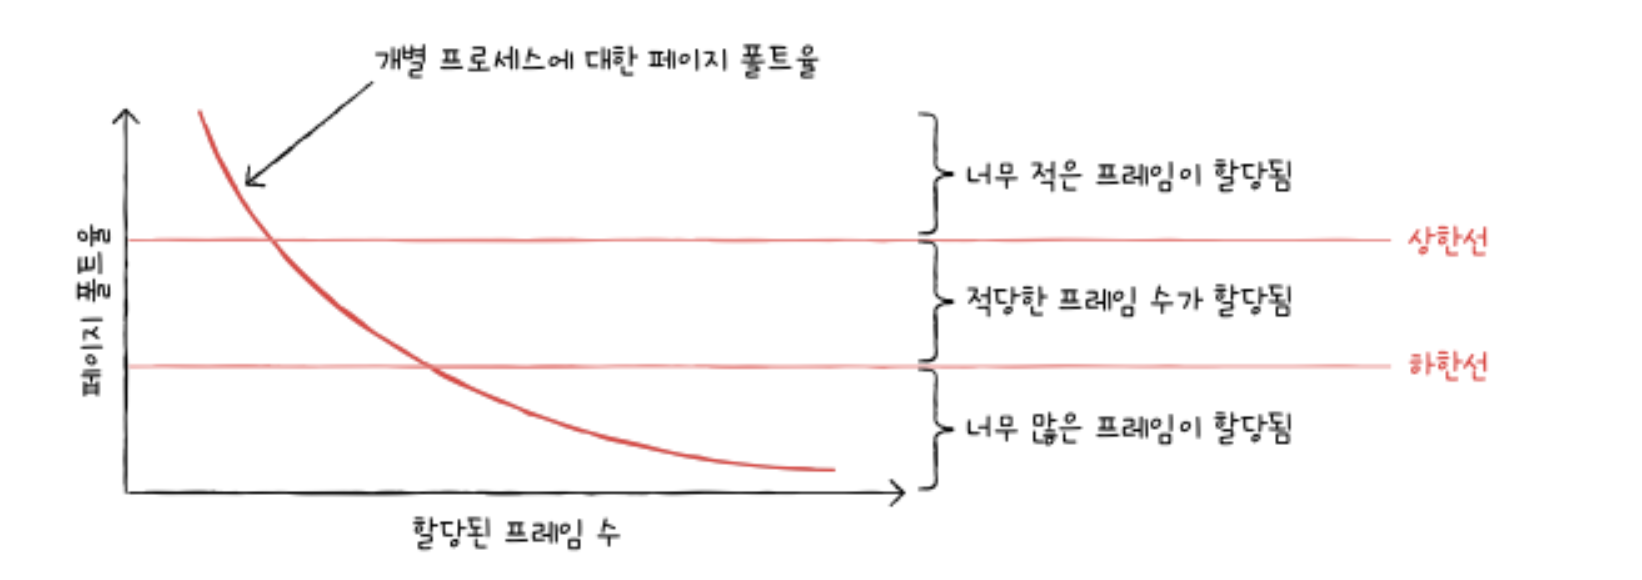 개별 프로세스에 대한 페이지 폴트율
너무 적은 프레임이 할당됨
상한선
페이지 폴트율
적당한 프레임 수가 할당됨
하한선
너무 많은 프레임이 할당됨
할당된 프레임 수